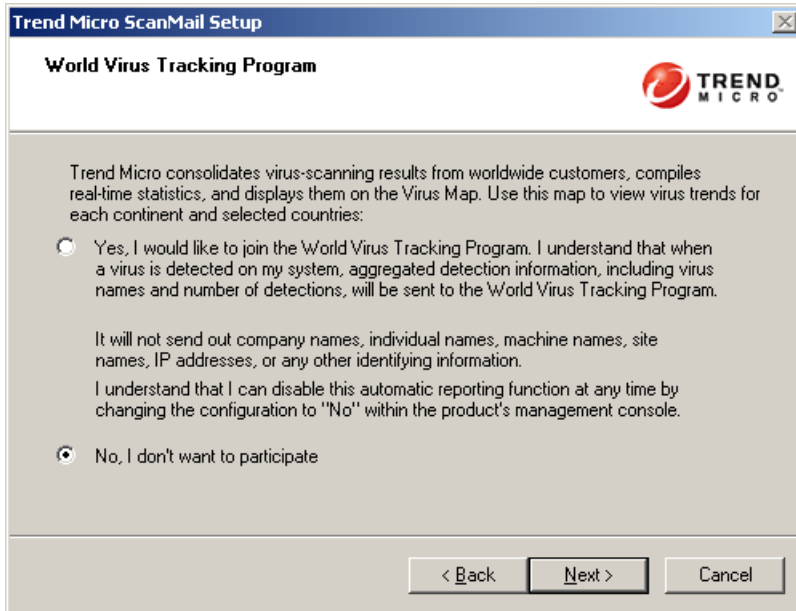 Trend Micro ScanMail Setup
World Virus Tracking Program
TREND
MICRO
Trend Micro consolidates virus-scanning results from worldwide customers, compiles
real-time statistics, and displays them on the Virus Map. Use this map to view virus trends for
each continent and selected countries:
Yes, I would like to join the World Virus Tracking Program. I understand that when
a virus is detected on my system, aggregated detection information, including virus
names and number of detections, will be sent to the World Virus Tracking Program.
It will not send out company names, individual names, machine names, site
names, IP addresses, or any other identifying information.
I understand that I can disable this automatic reporting function at any time by
changing the configuration to "No" within the product's management console.
No, I don't want to participate
< Back Next > Cancel